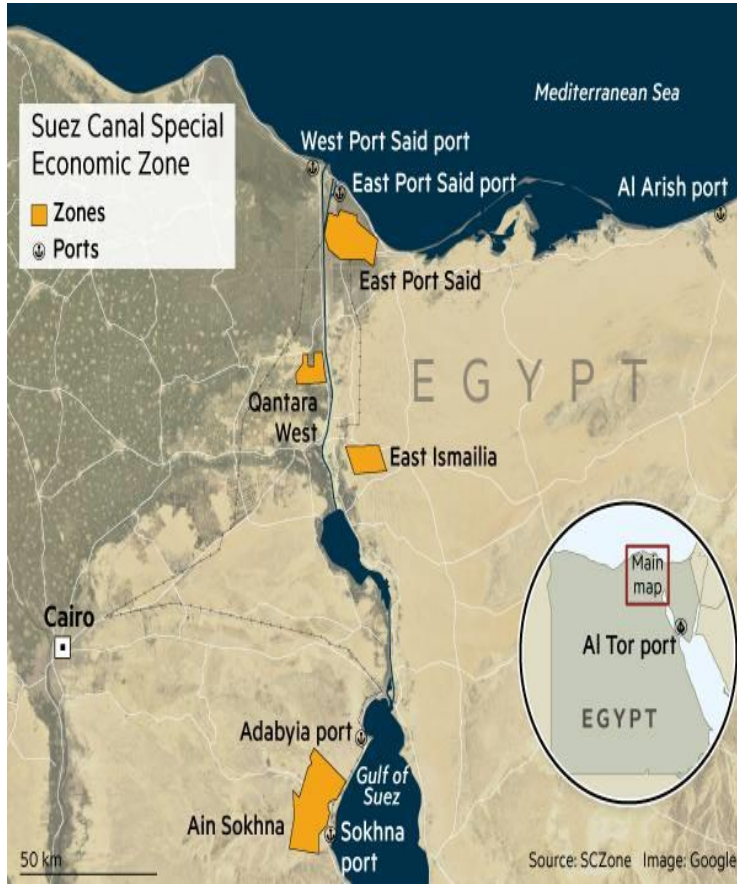 Mediterranean Sea
Suez Canal Special
Economic Zone
Zones
Ports
West Port Said port
East Port Said port
Al Arish port
East Port Said
EGYPT
Qantara
West
East Ismailia
Main
map
Cairo
Al Tor port
EGYPT
Adabyia port
Gulf of
Suez
Ain Sokhna
Sokhna
port
50 km
Source: SCZone Image: Google